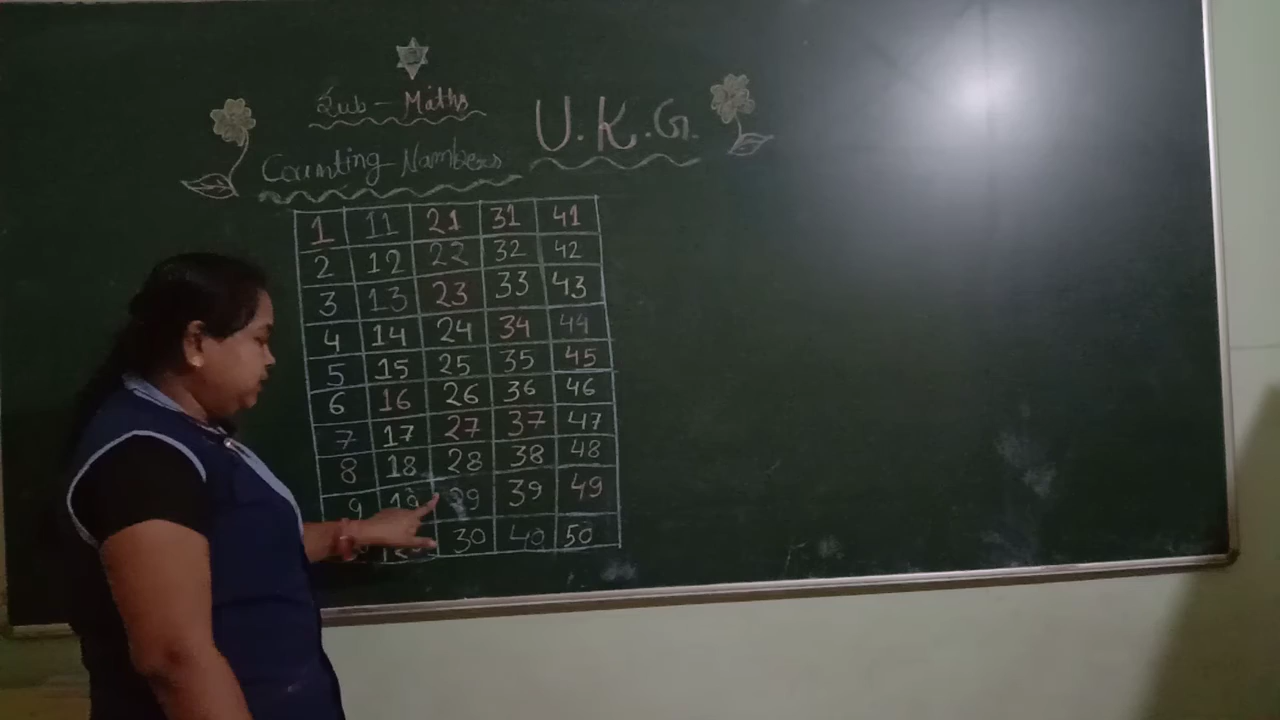 Sub - Maths
U.K.G.
Counting Numbers
1 11 21 31 41
2 12 22 32 42
3 13 23 33 43
4 14 24 34 44
5 15 25 35 45
6 16 26 36 46
7 17 27 37 47
8 18 28 38 48
9 19 29 39 49
30 40 50